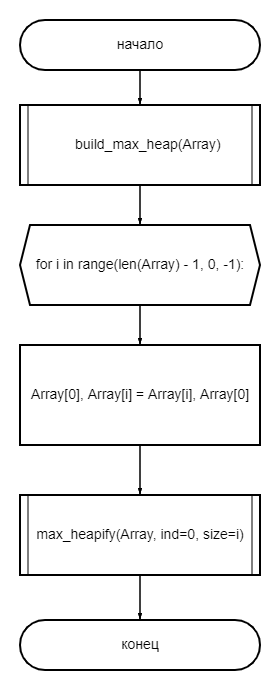 начало
build_max_heap(Array)
for i in range(len(Array) - 1, 0, -1):
Array[0], Array[i] = Array[i], Array[0]
max_heapify(Array, ind=0, size=i)
конец